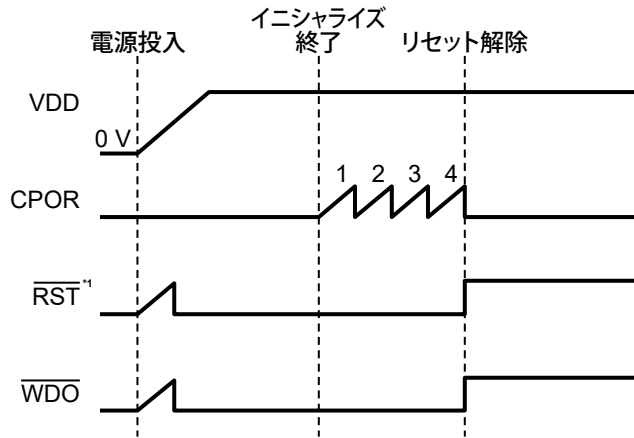 イニシャライズ
電源投入 終了 リセット解除
VDD
0 V
1 2 3 4
CPOR
RST*1
WDO